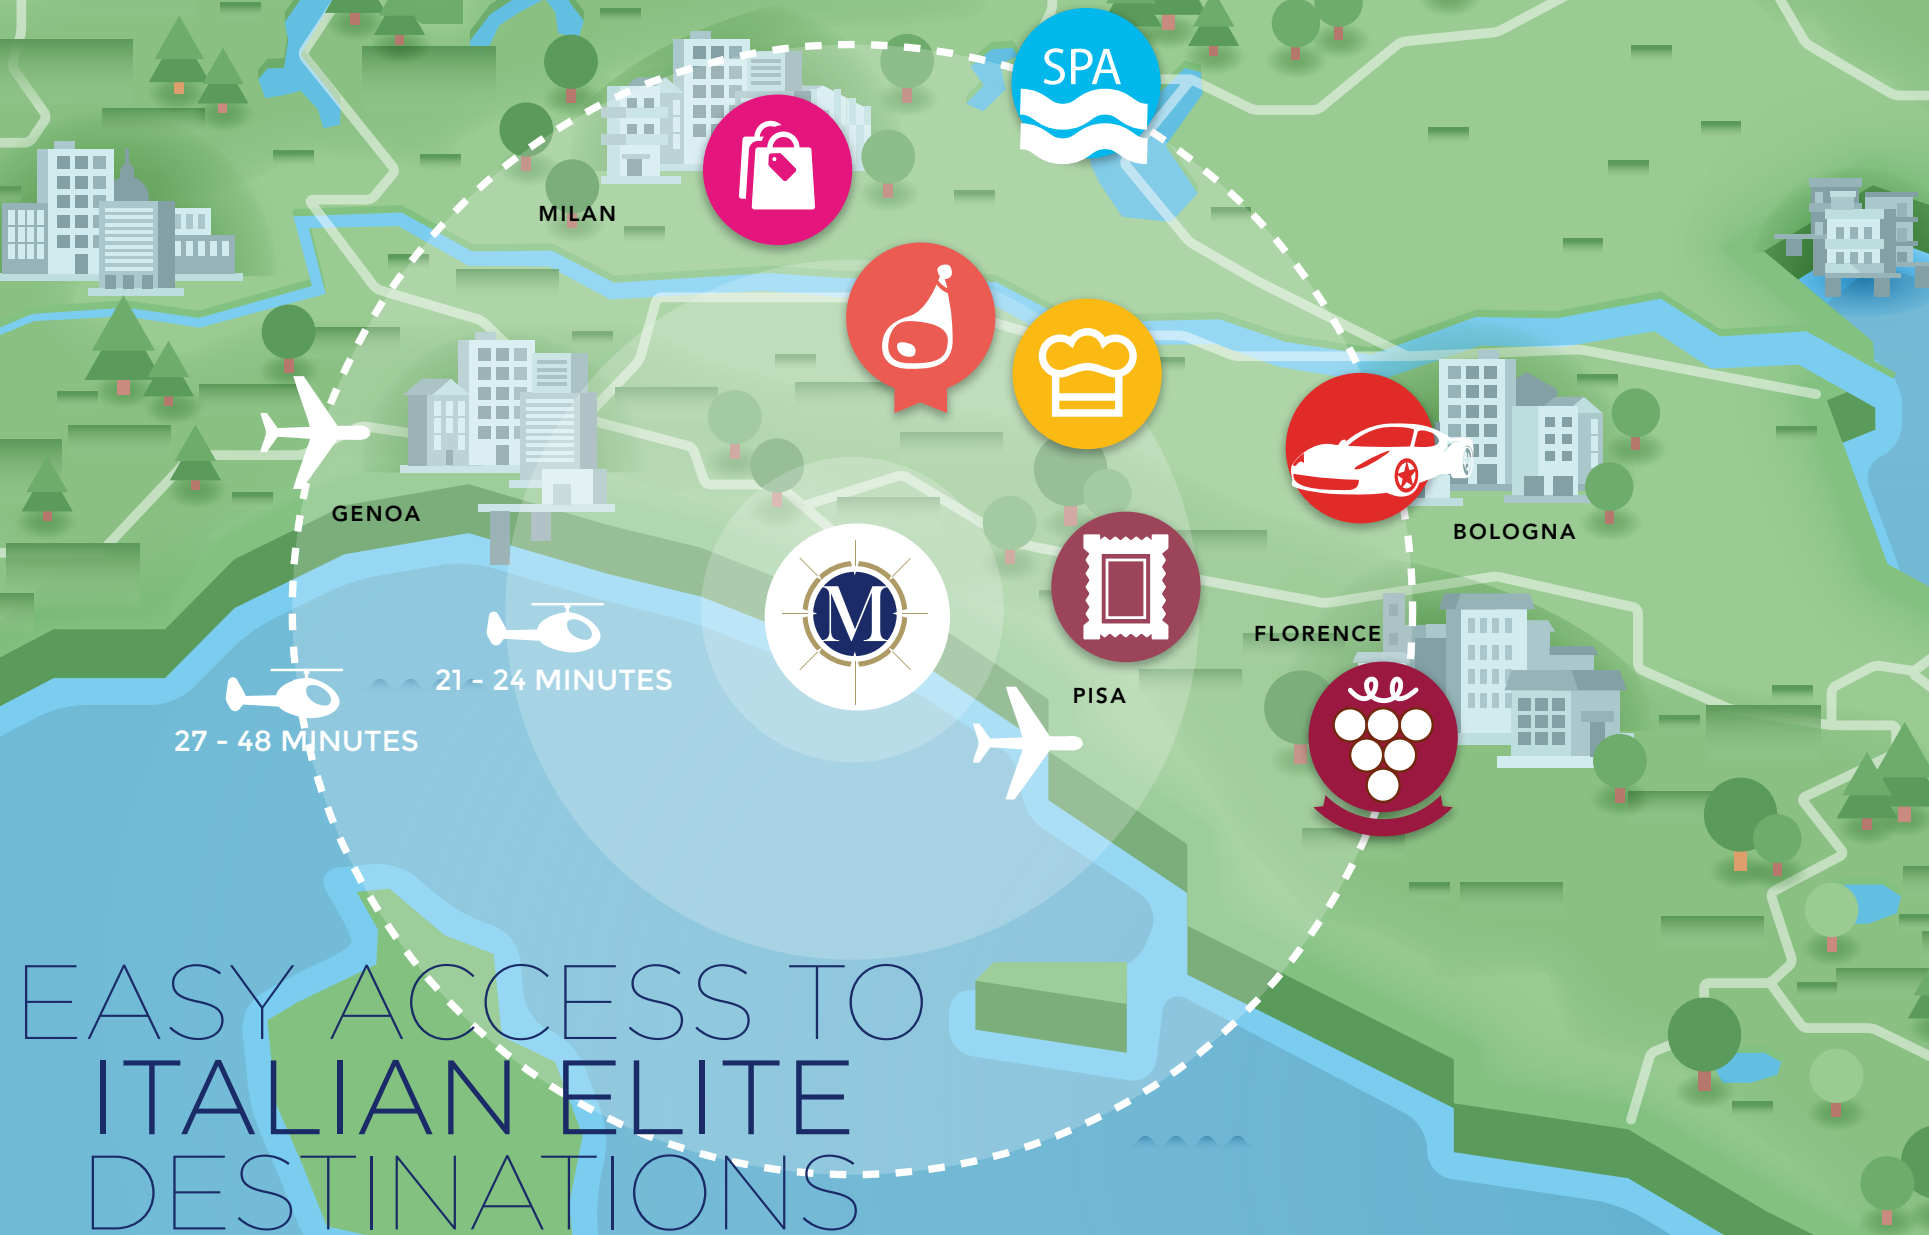 SPA
MILAN
GENOA
BOLOGNA
M
FLORENCE
21 - 24 MINUTES
PISA
27 - 48 MINUTES
EASY ACCESS TO
ITALIAN ELITE
DESTINATIONS